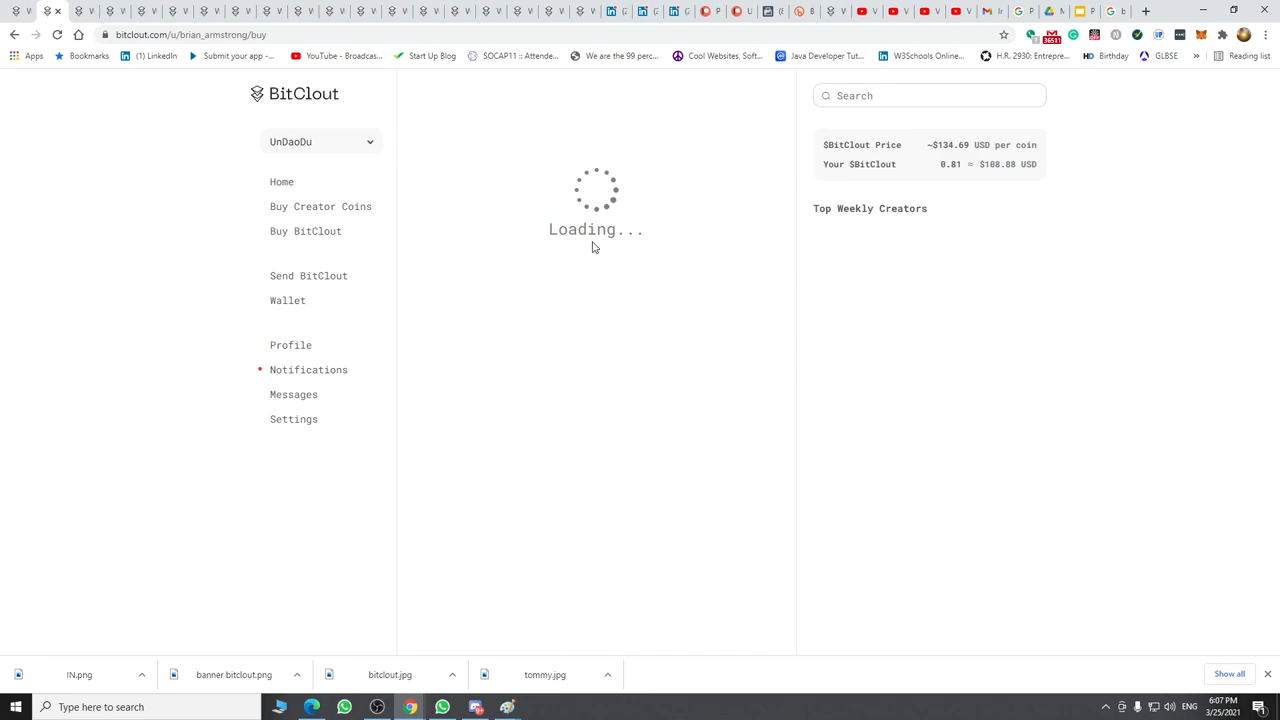 bitclout.com/u/brian_armstrong/buy
36511
Apps
Bookmarks
(1) LinkedIn
Submit your app -...
YouTube - Broadcas...
Start Up Blog
SOCAP11 :: Attende...
We are the 99 perc...
Cool Websites, Soft...
Java Developer Tut...
W3Schools Online...
H.R. 2930: Entrepre...
HD Birthday
GLBSE
»
Reading list
BitClout
UnDaoDu
Home
Buy Creator Coins
Buy BitClout
Send BitClout
Wallet
Profile
Notifications
Messages
Settings
Loading...
Search
$BitClout Price ~$134.69 USD per coin
Your $BitClout 0.81 ≈ $108.88 USD
Top Weekly Creators
IN.png
banner bitclout.png
bitclout.jpg
tommy.jpg
Show all
Type here to search
ENG
6:07 PM
3/25/2021